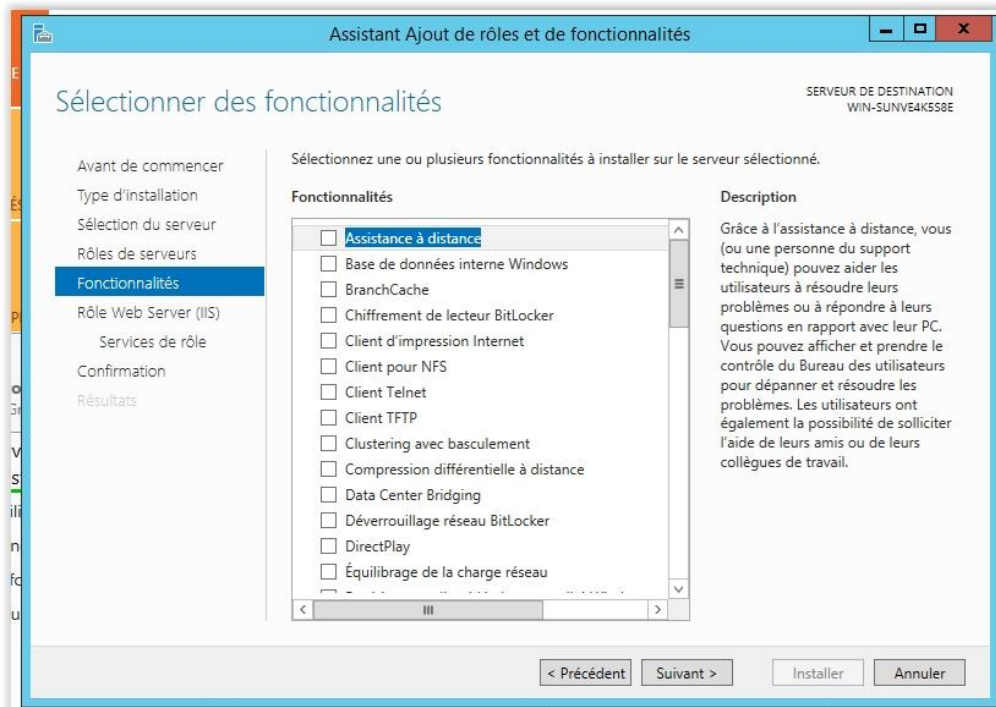 Assistant Ajout de rôles et de fonctionnalités
Sélectionner des fonctionnalités
SERVEUR DE DESTINATION
WIN-SUNVE4K5S8E
Avant de commencer
Type d'installation
Sélection du serveur
Rôles de serveurs
Fonctionnalités
Rôle Web Server (IIS)
Services de rôle
Confirmation
Résultats
Sélectionnez une ou plusieurs fonctionnalités à installer sur le serveur sélectionné.
Fonctionnalités
Assistance à distance
Base de données interne Windows
BranchCache
Chiffrement de lecteur BitLocker
Client d'impression Internet
Client pour NFS
Client Telnet
Client TFTP
Clustering avec basculement
Compression différentielle à distance
Data Center Bridging
Déverrouillage réseau BitLocker
DirectPlay
Équilibrage de la charge réseau
Description
Grâce à l'assistance à distance, vous
(ou une personne du support
technique) pouvez aider les
utilisateurs à résoudre leurs
problèmes ou à répondre à leurs
questions en rapport avec leur PC.
Vous pouvez afficher et prendre le
contrôle du Bureau des utilisateurs
pour dépanner et résoudre les
problèmes. Les utilisateurs ont
également la possibilité de solliciter
l'aide de leurs amis ou de leurs
collègues de travail.
< Précédent
Suivant >
Installer
Annuler